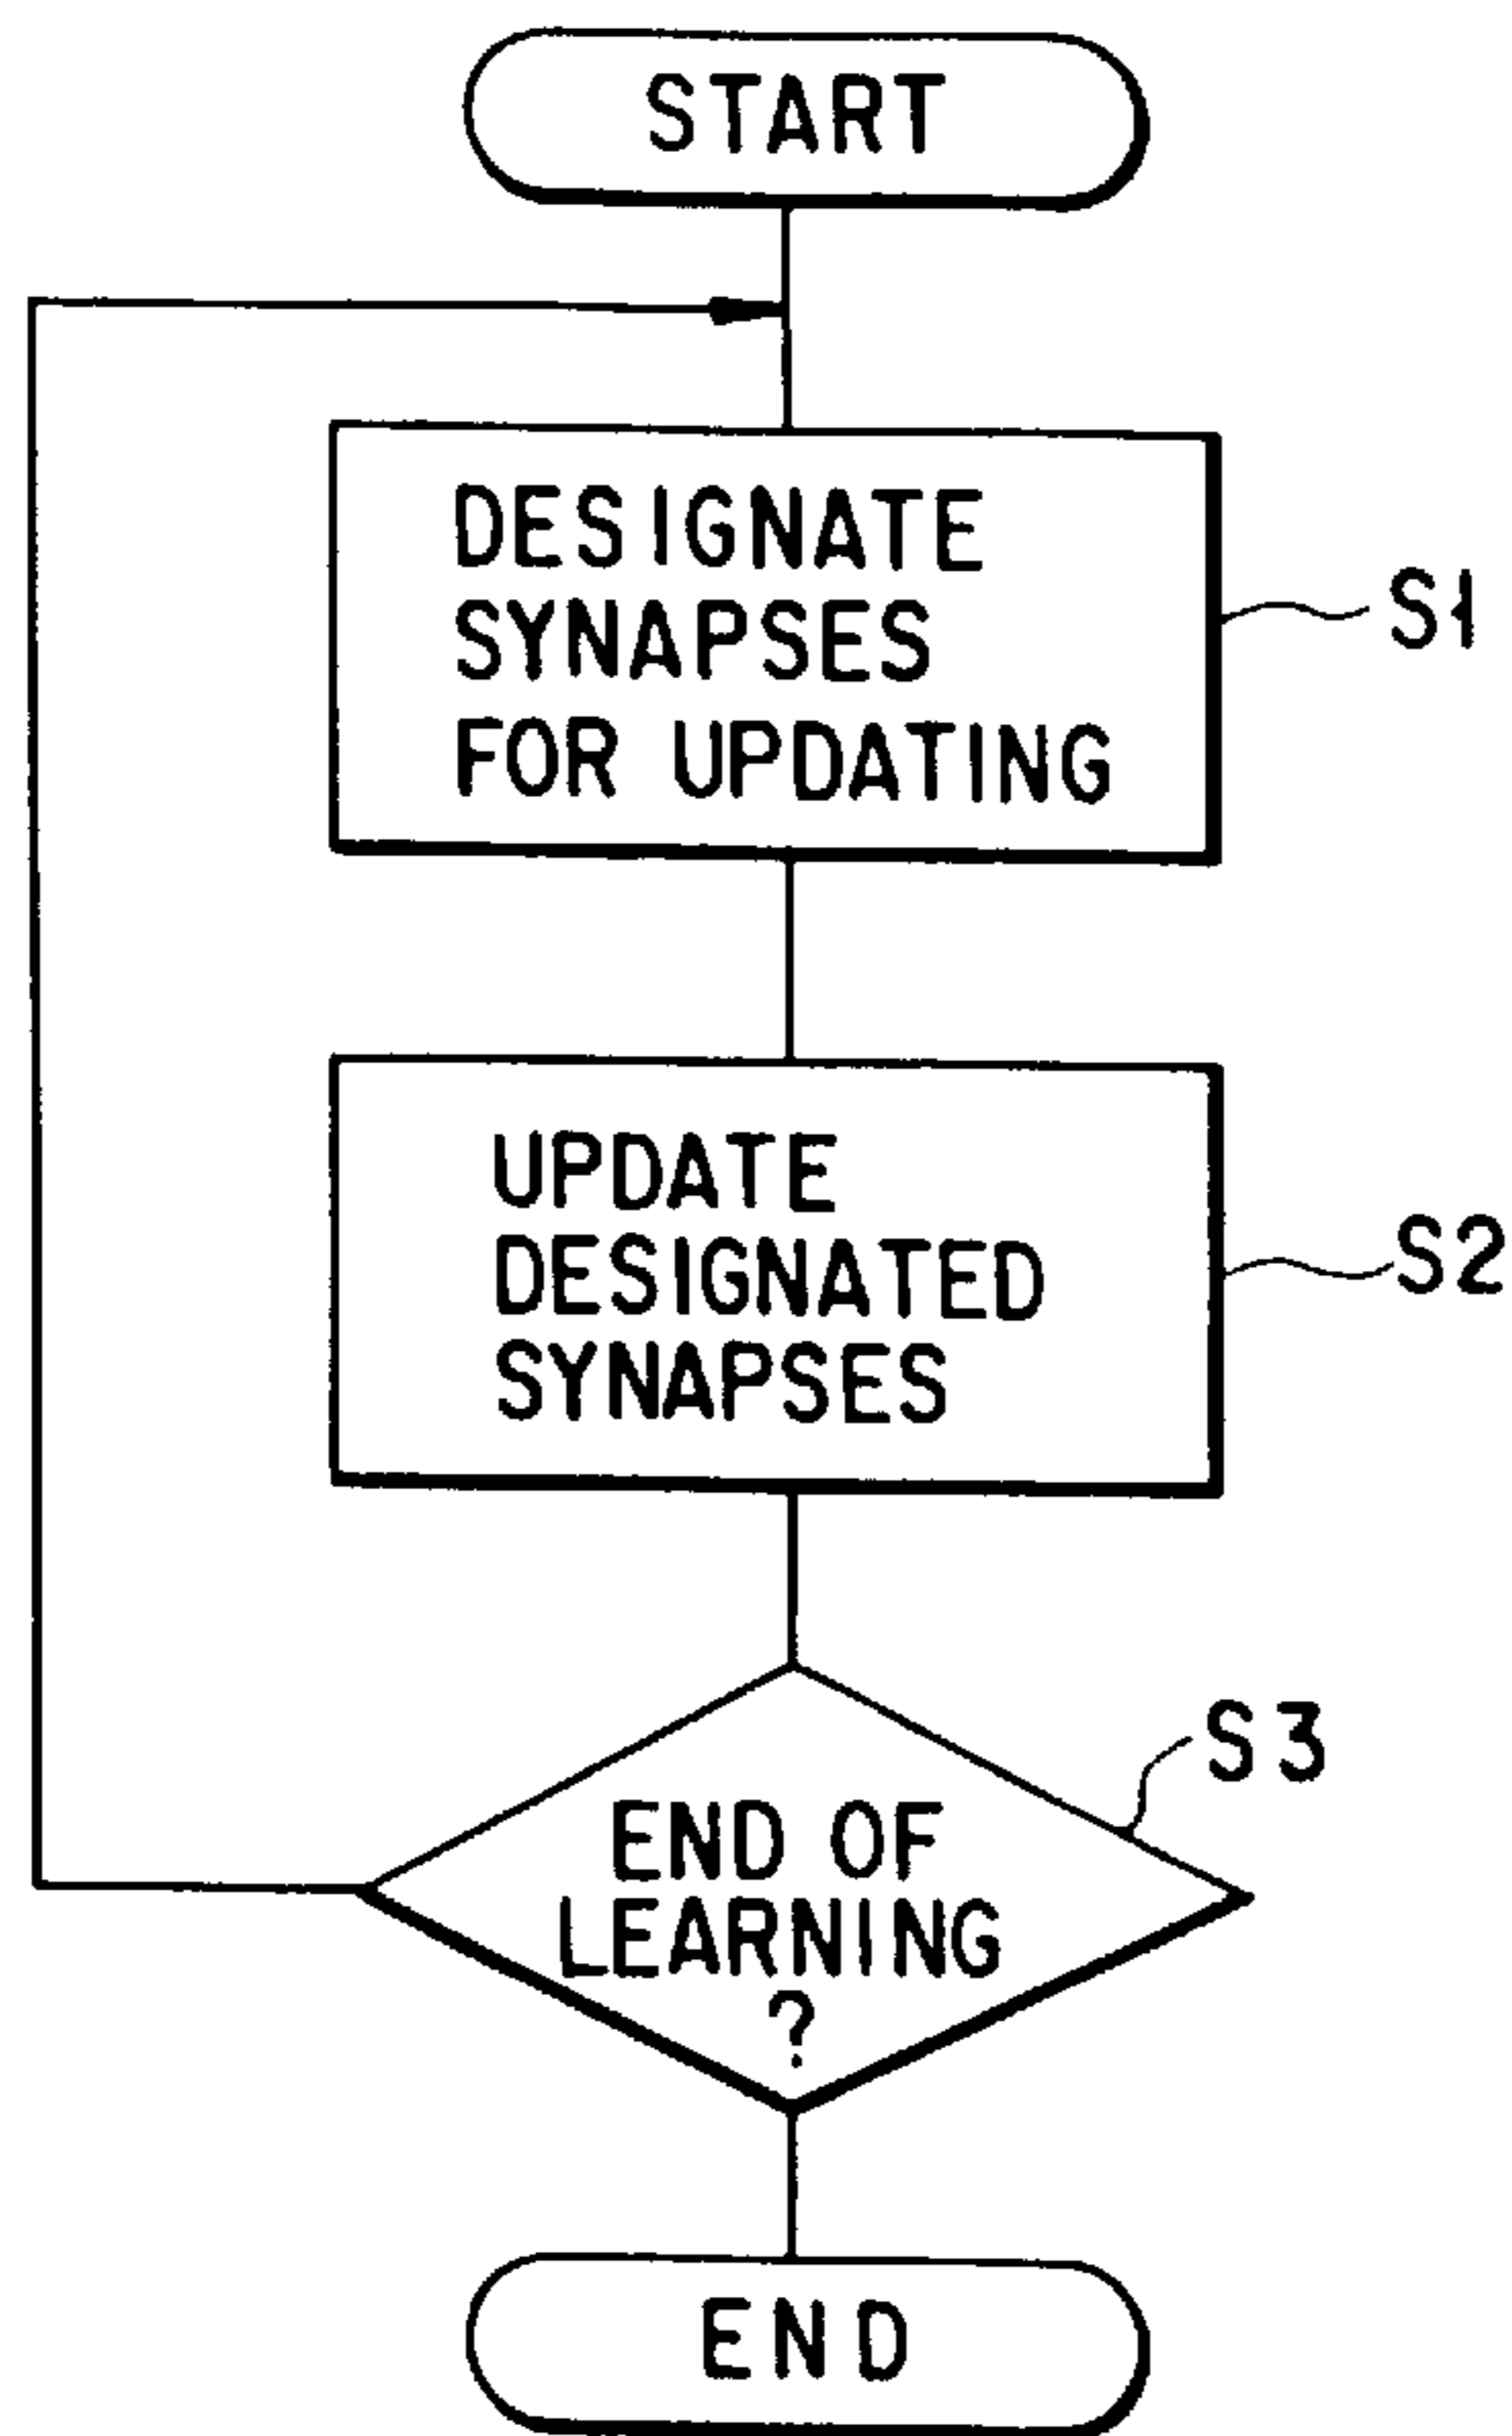 START
DESIGNATE
SYNAPSES
FOR UPDATING
S1
UPDATE
DESIGNATED
SYNAPSES
S2
S3
END OF
LEARNING
?
END